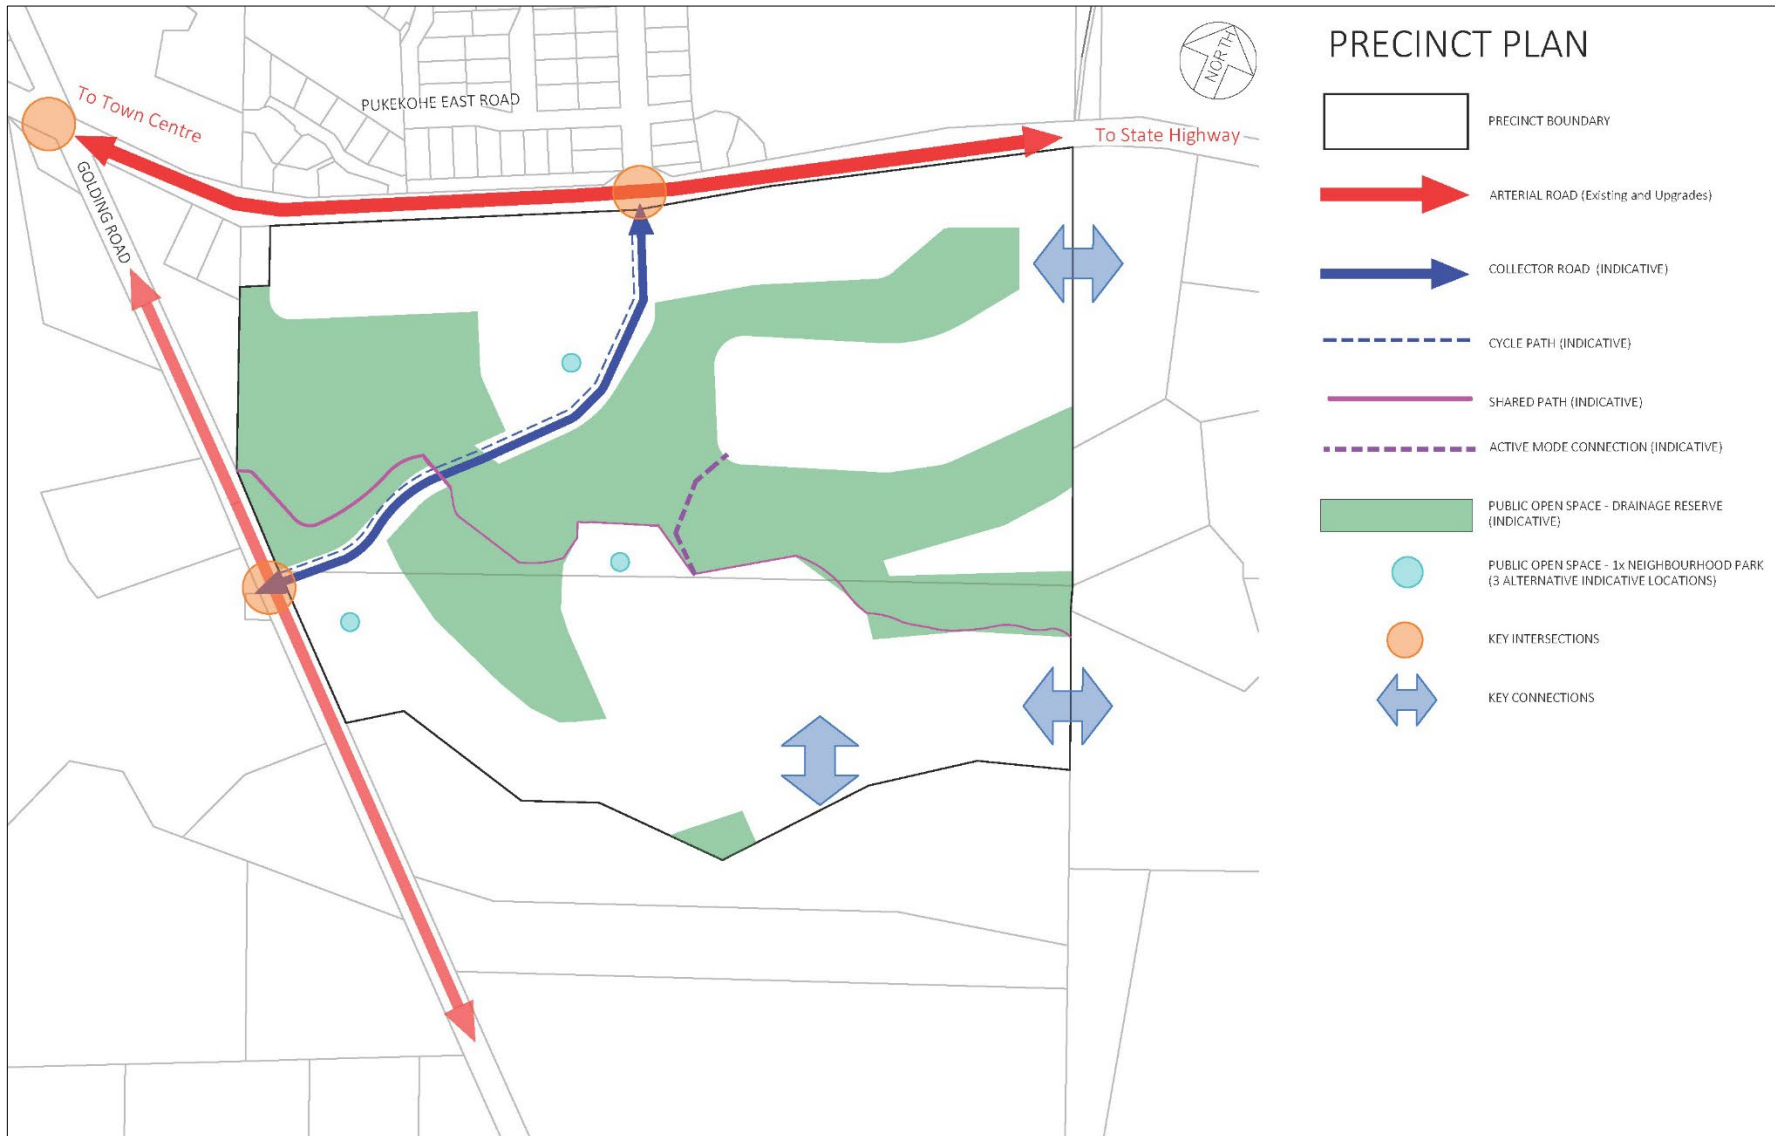 PRECINCT PLAN
NORTH
To Town Centre
PUKEKOHE EAST ROAD
To State Highway
GOLDING ROAD
PRECINCT BOUNDARY
ARTERIAL ROAD (Existing and Upgrades)
COLLECTOR ROAD (INDICATIVE)
CYCLE PATH (INDICATIVE)
SHARED PATH (INDICATIVE)
ACTIVE MODE CONNECTION (INDICATIVE)
PUBLIC OPEN SPACE - DRAINAGE RESERVE
(INDICATIVE)
PUBLIC OPEN SPACE - 1x NEIGHBOURHOOD PARK
(3 ALTERNATIVE INDICATIVE LOCATIONS)
KEY INTERSECTIONS
KEY CONNECTIONS